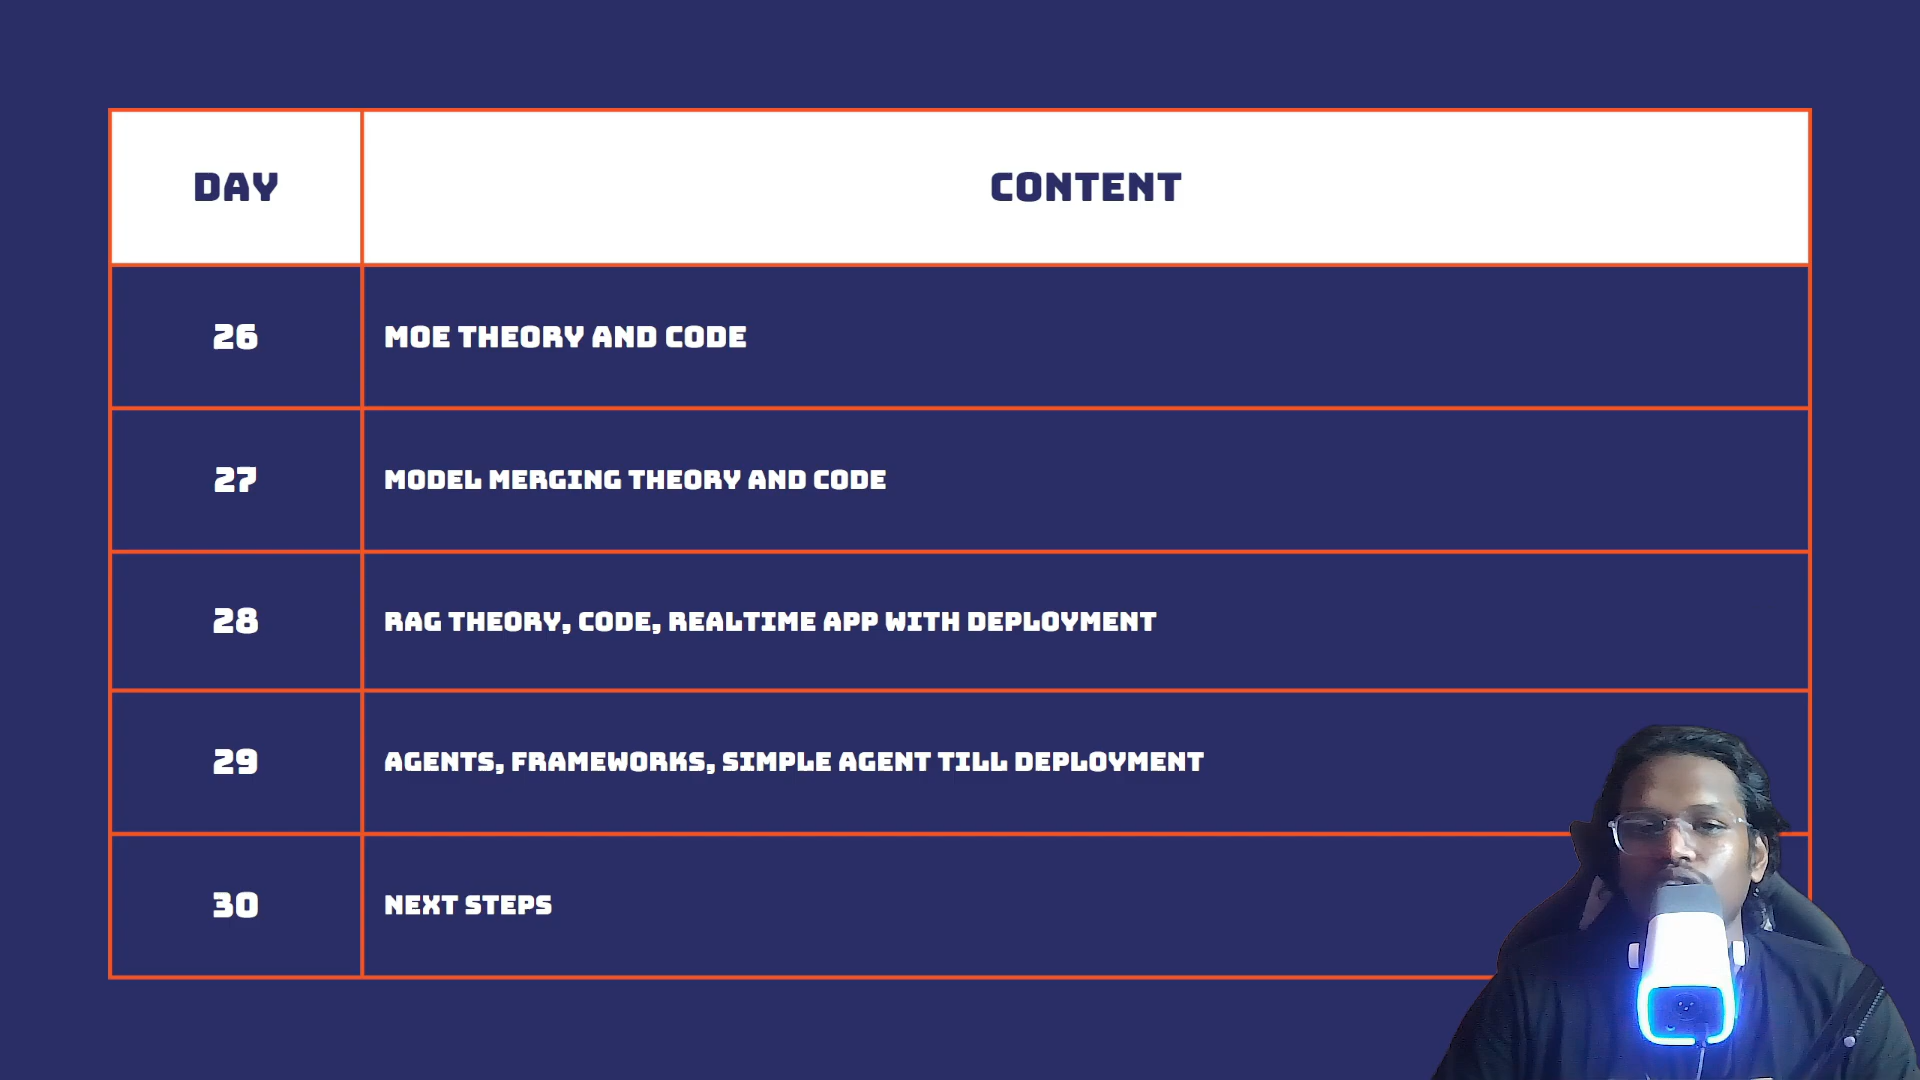 DAY CONTENT
26 MOE THEORY AND CODE
27 MODEL MERGING THEORY AND CODE
28 RAG THEORY, CODE, REALTIME APP WITH DEPLOYMENT
29 AGENTS, FRAMEWORKS, SIMPLE AGENT TILL DEPLOYMENT
30 NEXT STEPS